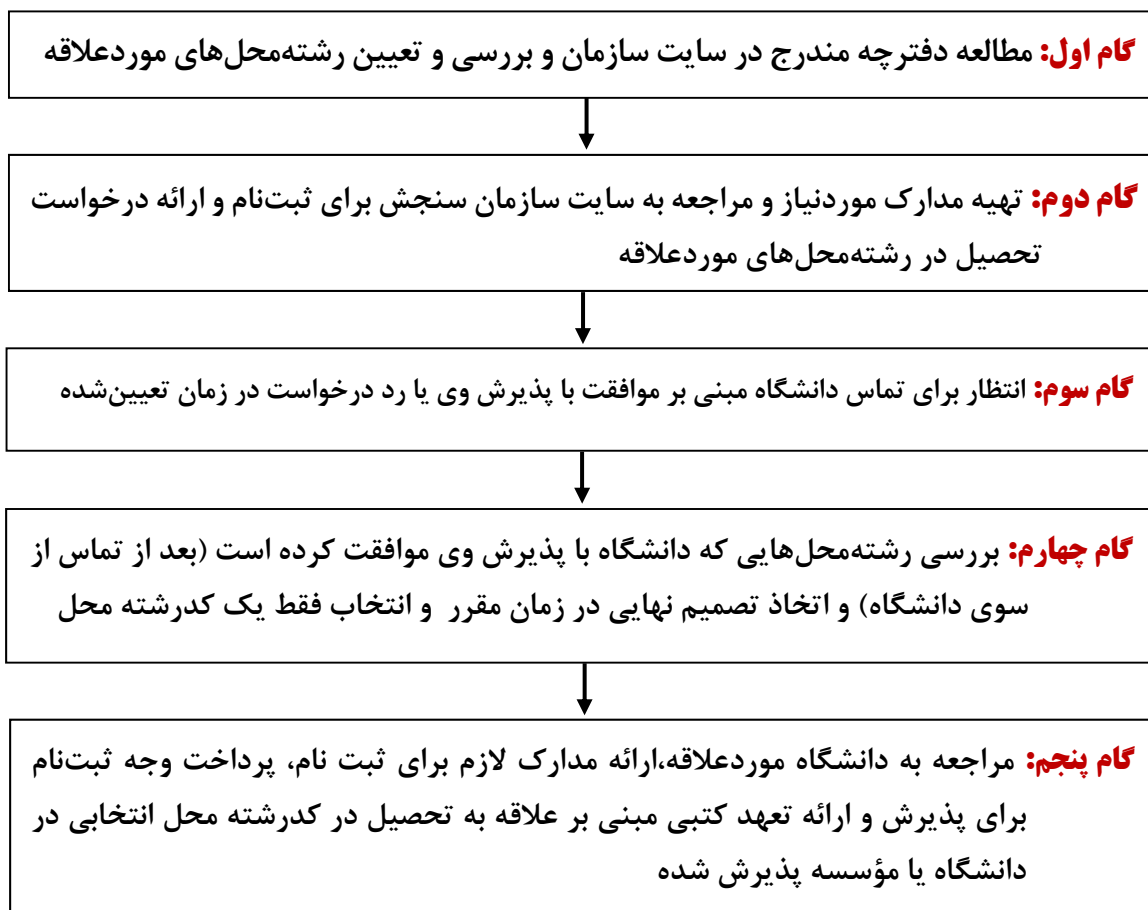 گام اول: مطالعه دفترچه مندرج در سایت سازمان و بررسی و تعیین رشته‌محل‌های موردعلاقه
گام دوم: تهیه مدارک موردنیاز و مراجعه به سایت سازمان سنجش برای ثبت‌نام و ارائه درخواست
تحصیل در رشته‌محل‌های موردعلاقه
گام سوم: انتظار برای تماس دانشگاه مبنی بر موافقت با پذیرش وی یا رد درخواست در زمان تعیین‌شده
گام چهارم: بررسی رشته‌محل‌هایی که دانشگاه با پذیرش وی موافقت کرده است (بعد از تماس از
سوی دانشگاه) و اتخاذ تصمیم نهایی در زمان مقرر و انتخاب فقط یک کدرشته محل
گام پنجم: مراجعه به دانشگاه موردعلاقه،ارائه مدارک لازم برای ثبت نام، پرداخت وجه ثبت‌نام
برای پذیرش و ارائه تعهد کتبی مبنی بر علاقه به تحصیل در کدرشته محل انتخابی در
دانشگاه یا مؤسسه پذیرش شده